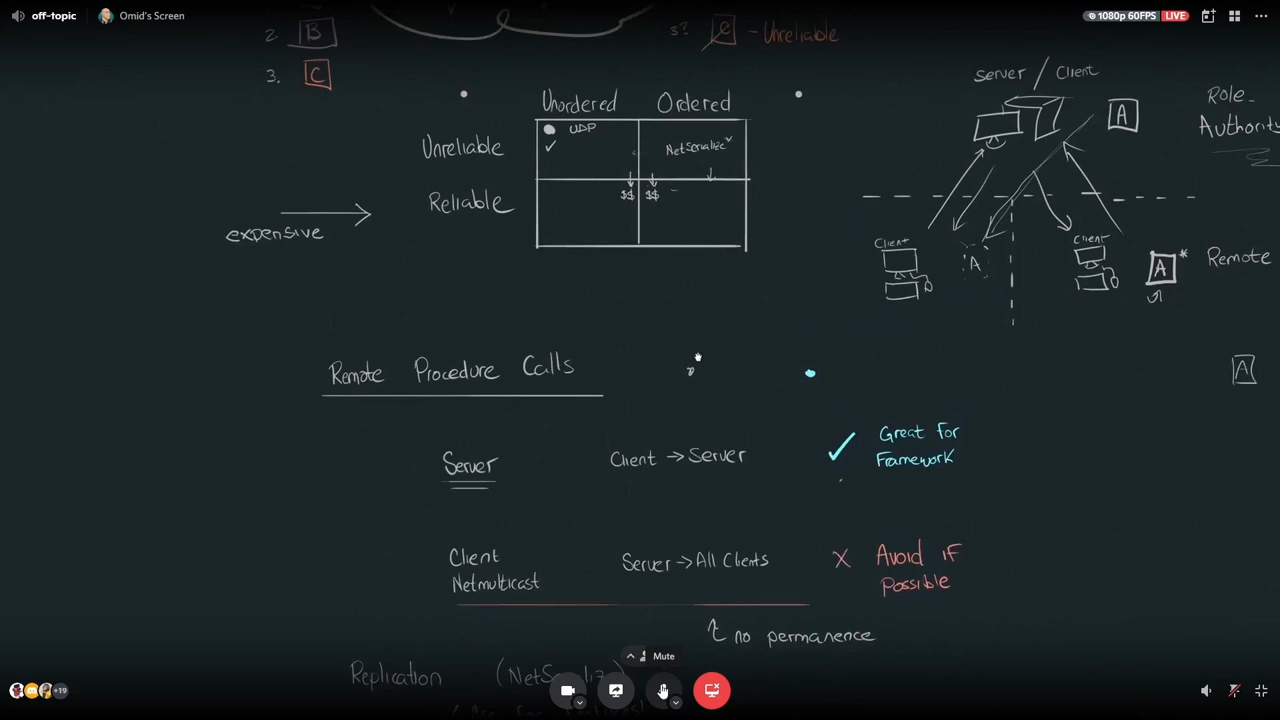 off-topic
Omid's Screen
1080p 60FPS
LIVE
2. B
3? C - Unreliable
3. C
Server / Client
A
Role_
Authority
Unordered Ordered
Unreliable
UDP
NetSerialize
Reliable
$$ $$
expensive
Client
A
Client
A *
Remote
Remote Procedure Calls
A
Server
Client → Server
Great for
Framework
Client
Netmulticast
Server → All Clients
X Avoid if
Possible
no permanence
Mute
Replication
+19